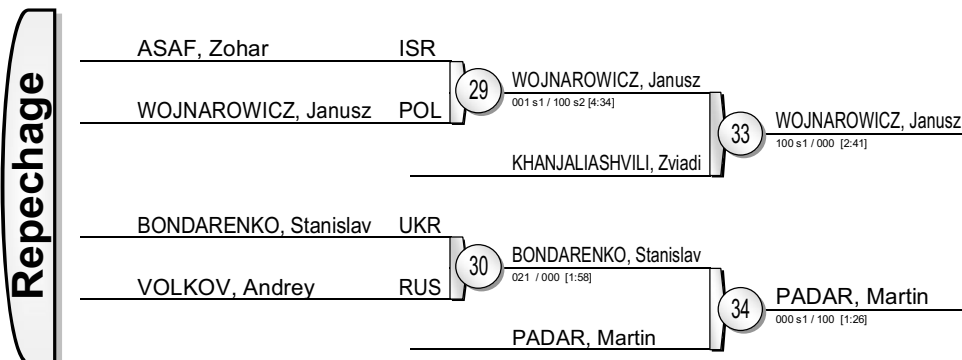 Repechage
ASAF, Zohar ISR
WOJNAROWICZ, Janusz POL
29
WOJNAROWICZ, Janusz
001 s1 / 100 s2 [4:34]
KHANJALIASHVILI, Zviadi
33
WOJNAROWICZ, Janusz
100 s1 / 000 [2:41]
BONDARENKO, Stanislav UKR
VOLKOV, Andrey RUS
30
BONDARENKO, Stanislav
021 / 000 [1:58]
PADAR, Martin
34
PADAR, Martin
000 s1 / 100 [1:26]